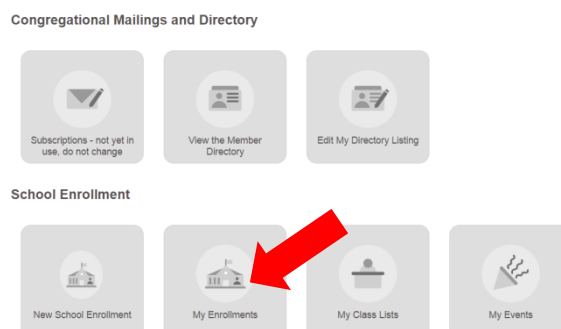 Congregational Mailings and Directory
Subscriptions - not yet in
use, do not change
View the Member
Directory
Edit My Directory Listing
School Enrollment
New School Enrollment
My Enrollments
My Class Lists
My Events